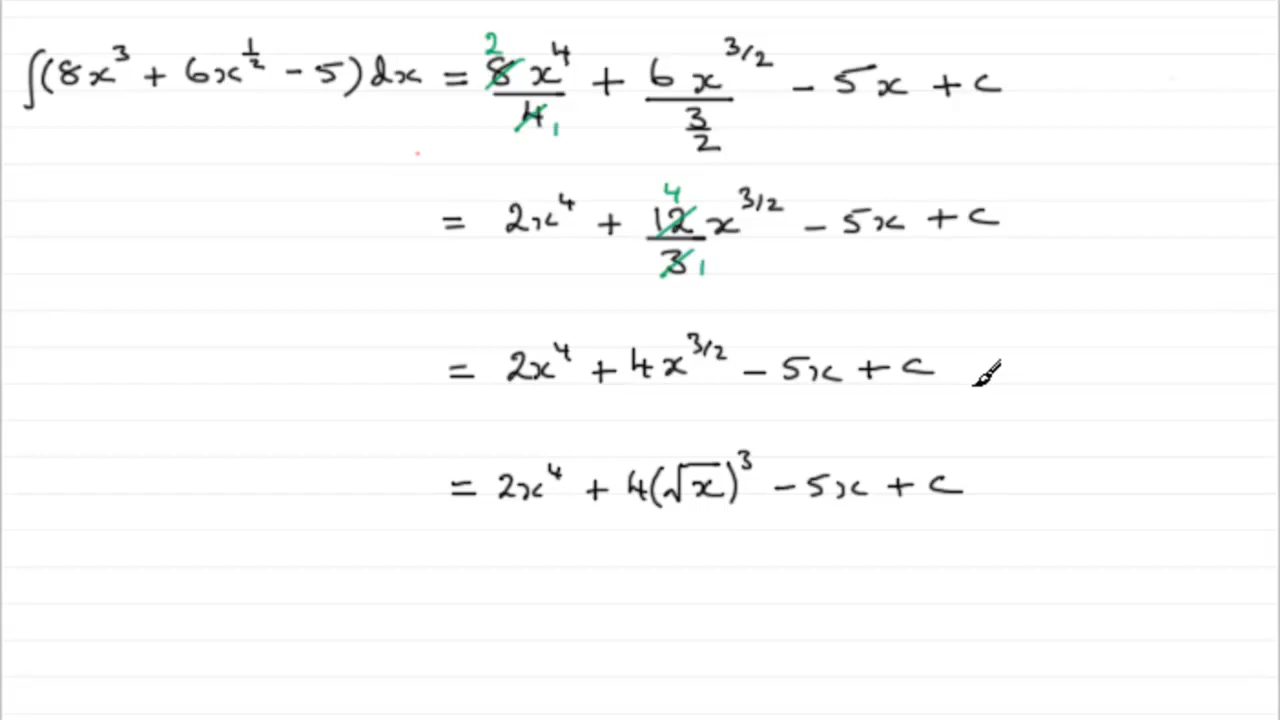 ∫(8x³ + 6x^½ - 5)dx = 2 8x⁴/4 1 + 6x^3/2 / 3/2 - 5x + c
= 2x⁴ + 4 12/3 1 x^3/2 - 5x + c
= 2x⁴ + 4x^3/2 - 5x + c
= 2x⁴ + 4(√x)³ - 5x + c